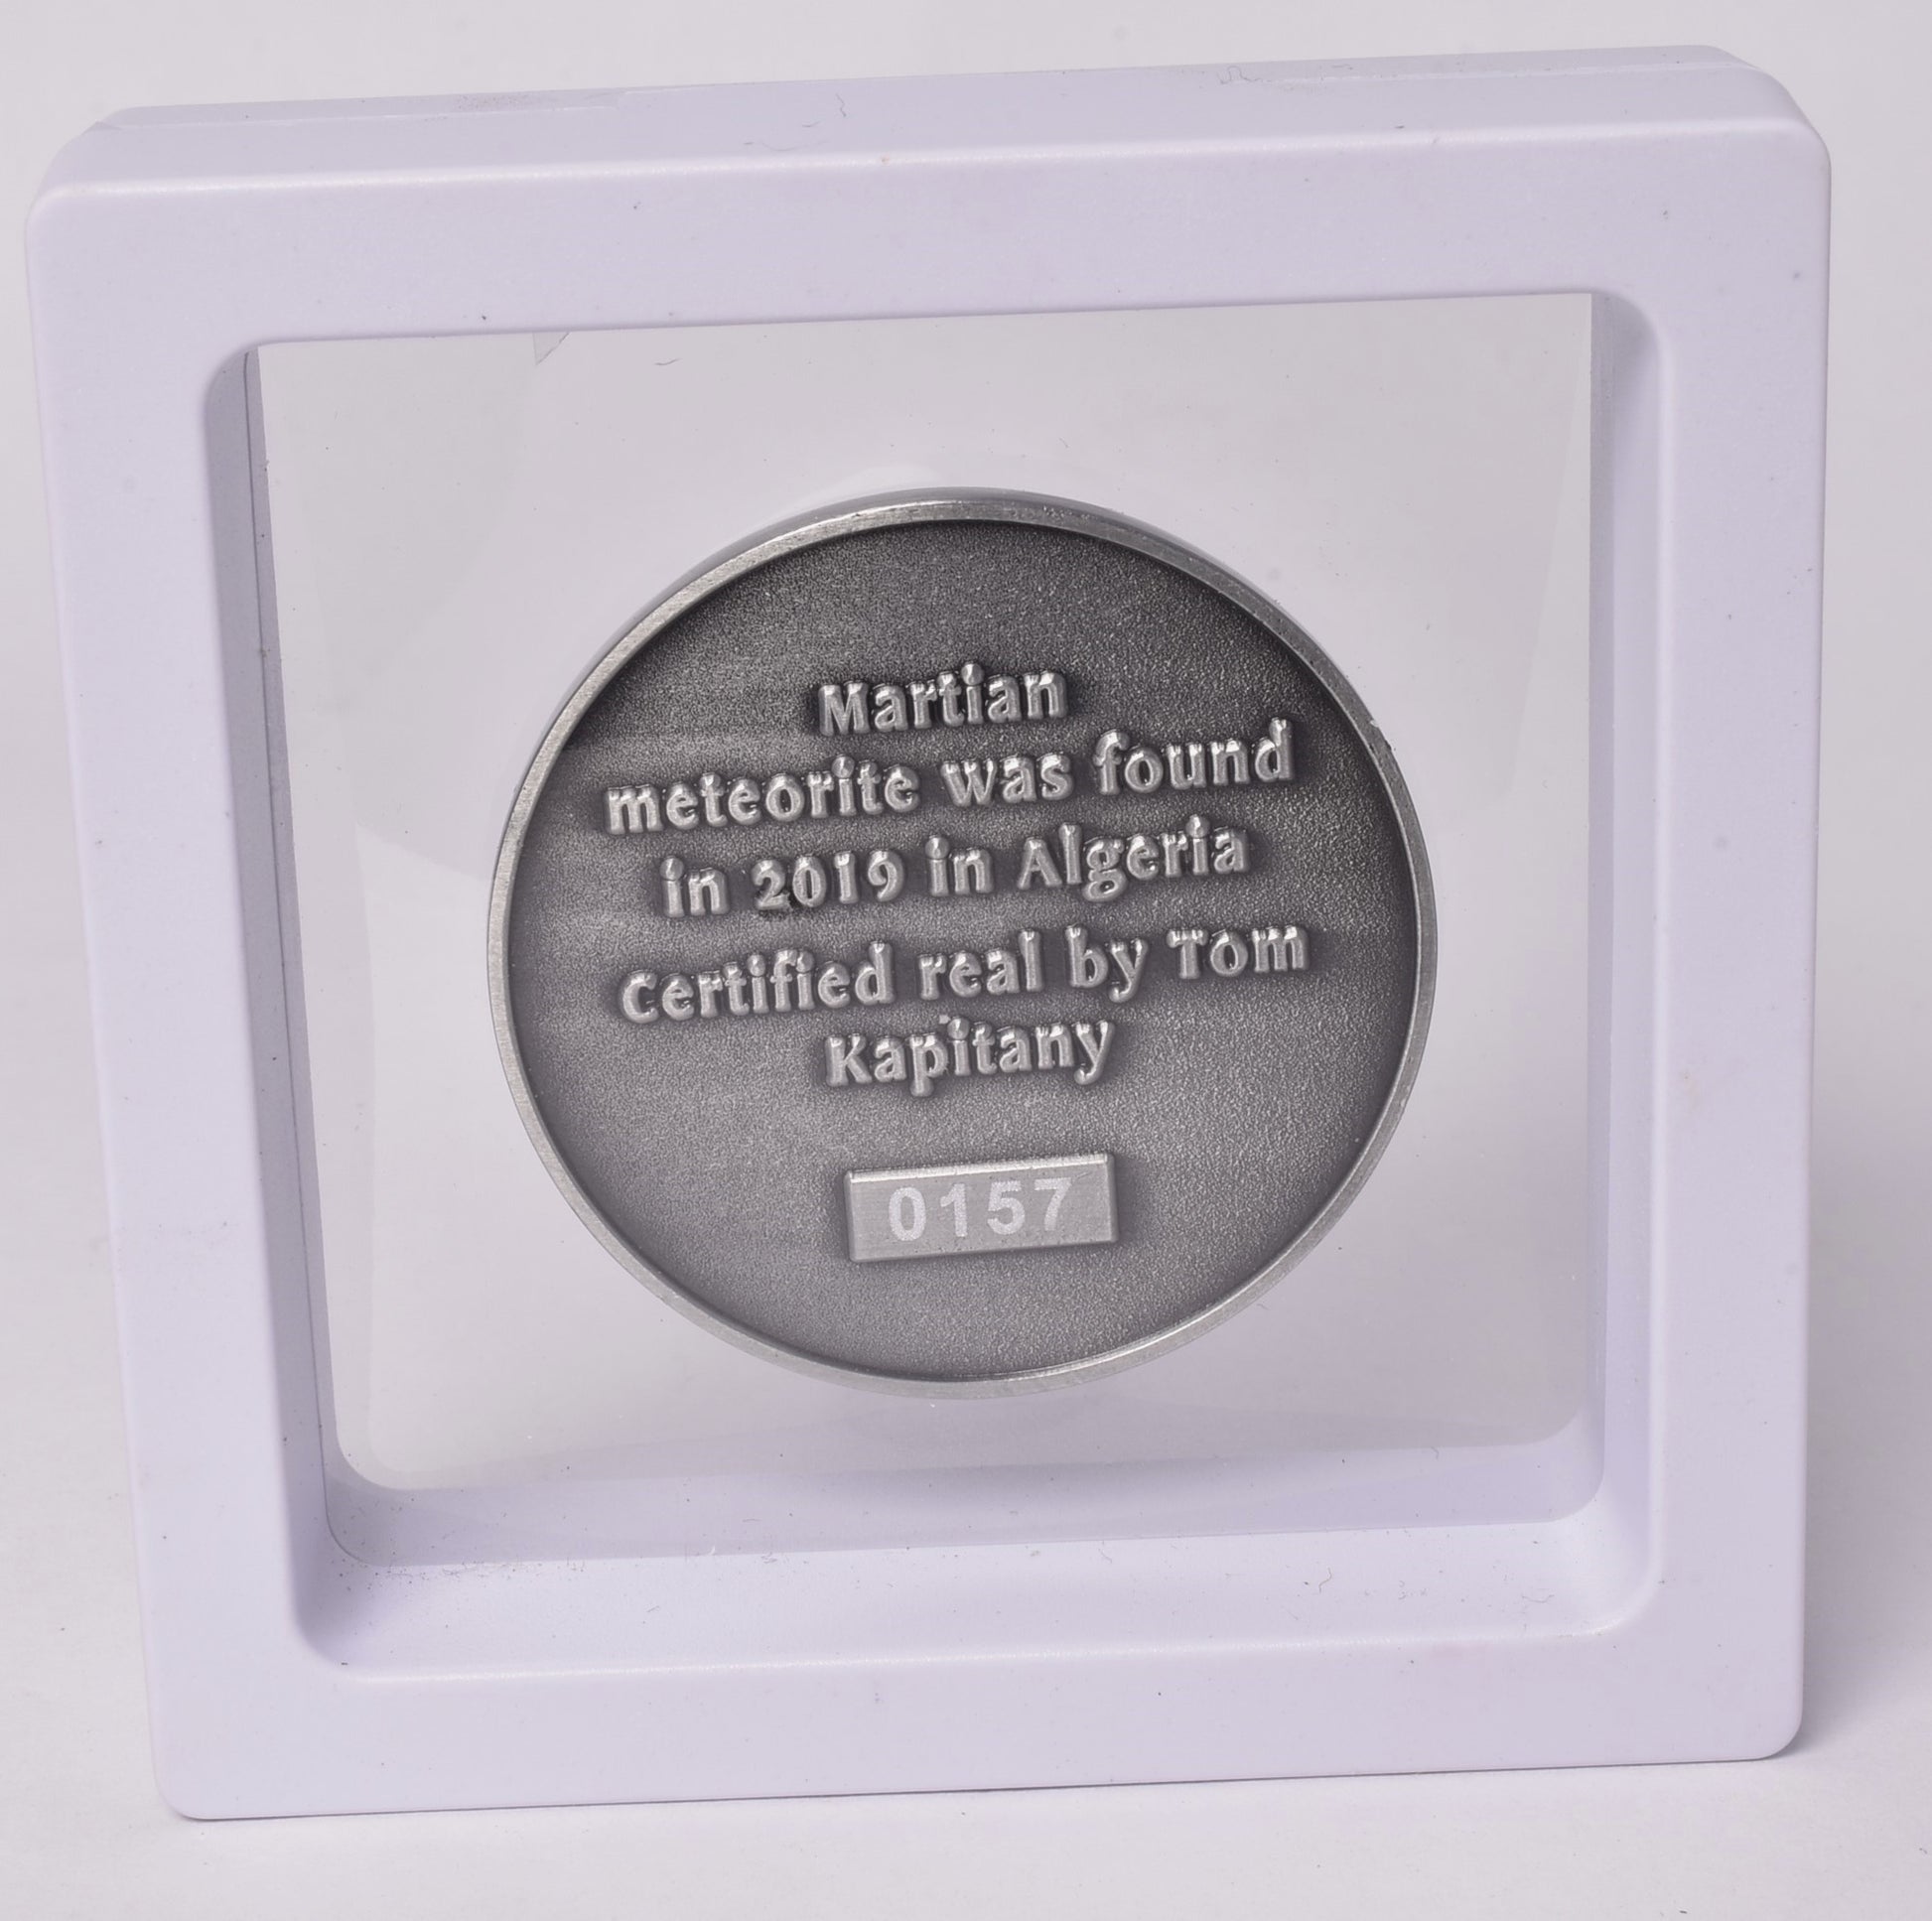 Martian
meteorite was found
in 2019 in Algeria
Certified real by Tom
Kapitany
0157